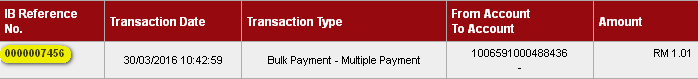 IB Reference No.
Transaction Date
Transaction Type
From Account
To Account
Amount
0000007456
30/03/2016 10:42:59
Bulk Payment - Multiple Payment
1006591000488436
-
RM 1.01